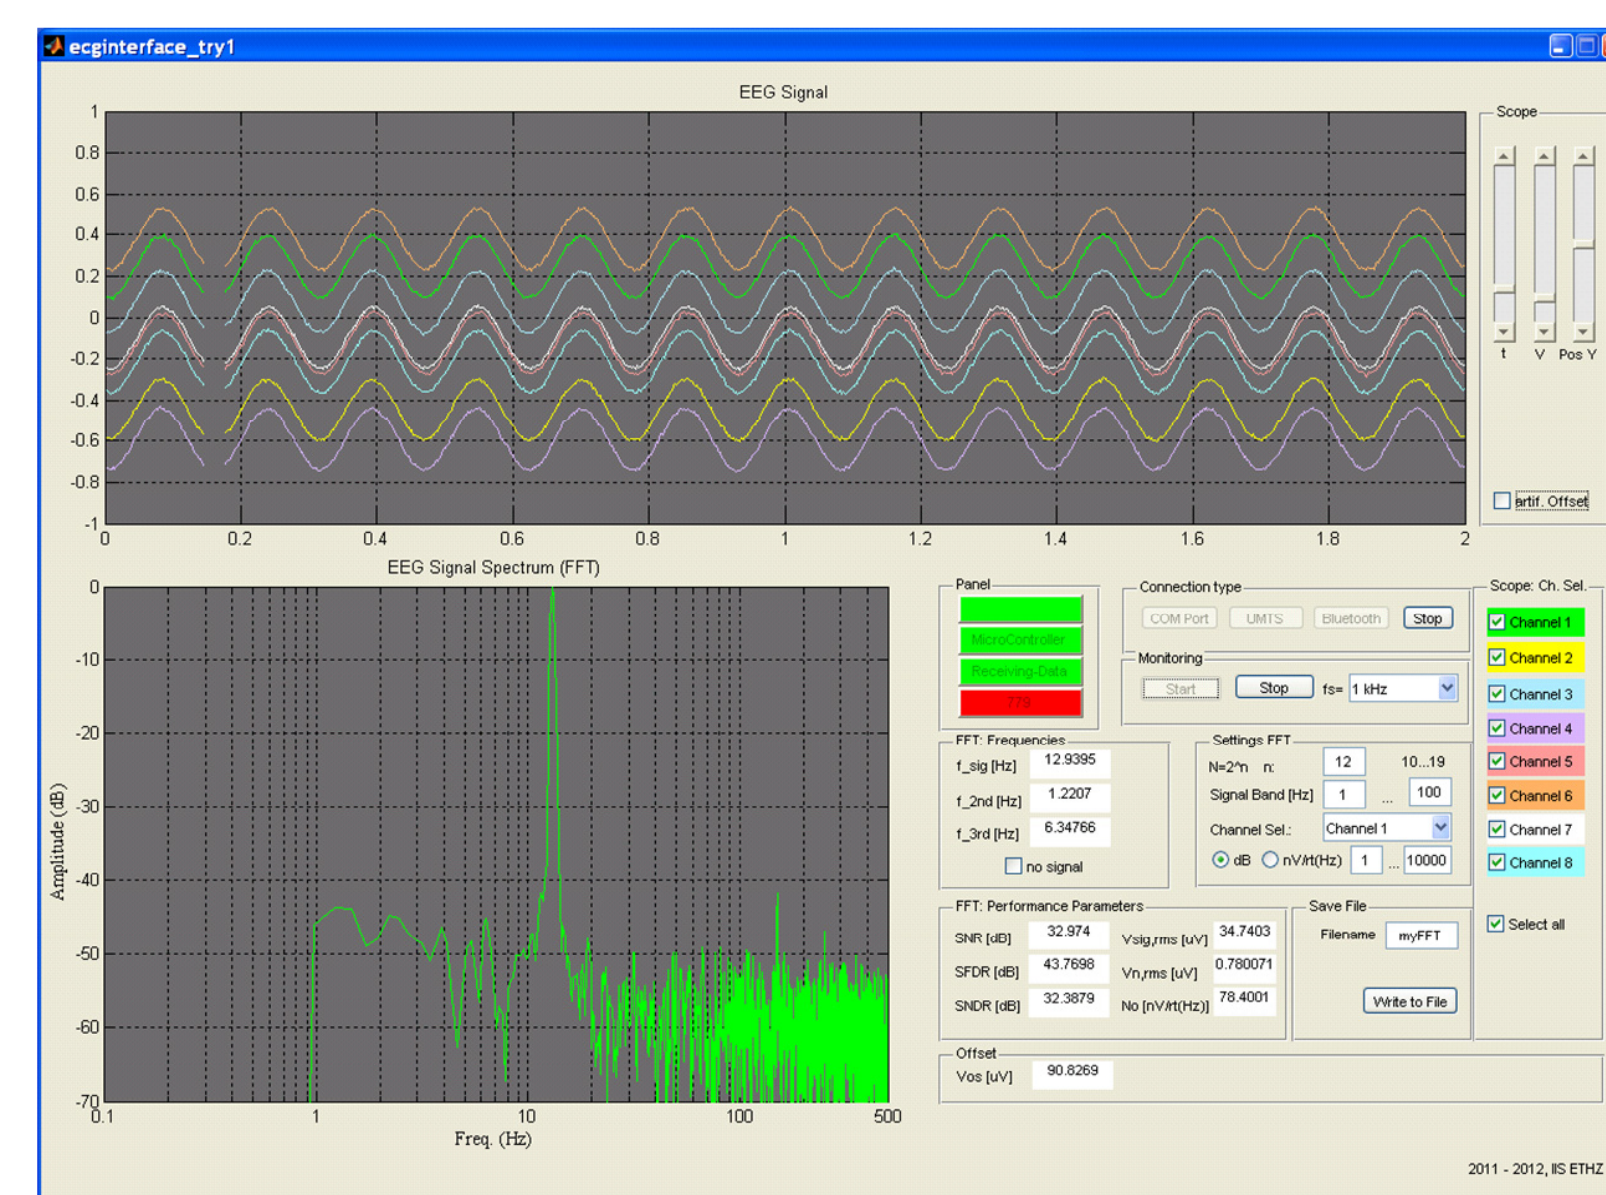 ecginterface_try1
EEG Signal
1
0.8
0.6
0.4
0.2
0
-0.2
-0.4
-0.6
-0.8
-1
0 0.2 0.4 0.6 0.8 1 1.2 1.4 1.6 1.8 2
Scope
t V Pos Y
artif. Offset
EEG Signal Spectrum (FFT)
Amplitude (dB)
0
-10
-20
-30
-40
-50
-60
-70
0.1 1 10 100 500
Freq. (Hz)
Panel
MicroController
Receiving-Data
779
Connection type
COM Port UMTS Bluetooth Stop
Monitoring
Start Stop fs= 1 kHz
FFT: Frequencies
f_sig [Hz] 12.9395
f_2nd [Hz] 1.2207
f_3rd [Hz] 6.34766
no signal
Settings FFT
N=2^n n: 12 10...19
Signal Band [Hz] 1 ... 100
Channel Sel.: Channel 1
dB nV/rt(Hz) 1 ... 10000
FFT: Performance Parameters
SNR [dB] 32.974 Vsig,rms [uV] 34.7403
SFDR [dB] 43.7698 Vn,rms [uV] 0.780071
SNDR [dB] 32.3879 No [nV/rt(Hz)] 78.4001
Save File
Filename myFFT
Write to File
Offset
Vos [uV] 90.8269
Scope: Ch. Sel.
Channel 1
Channel 2
Channel 3
Channel 4
Channel 5
Channel 6
Channel 7
Channel 8
Select all
2011 - 2012, IIS ETHZ